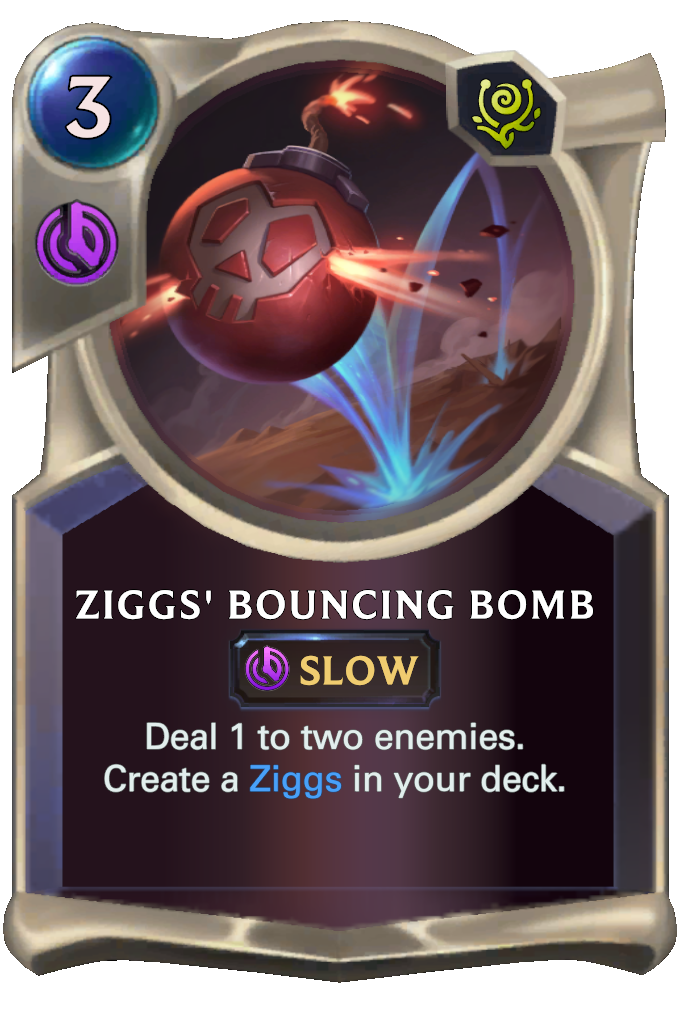 3
ZIGGS' BOUNCING BOMB
SLOW
Deal 1 to two enemies.
Create a Ziggs in your deck.